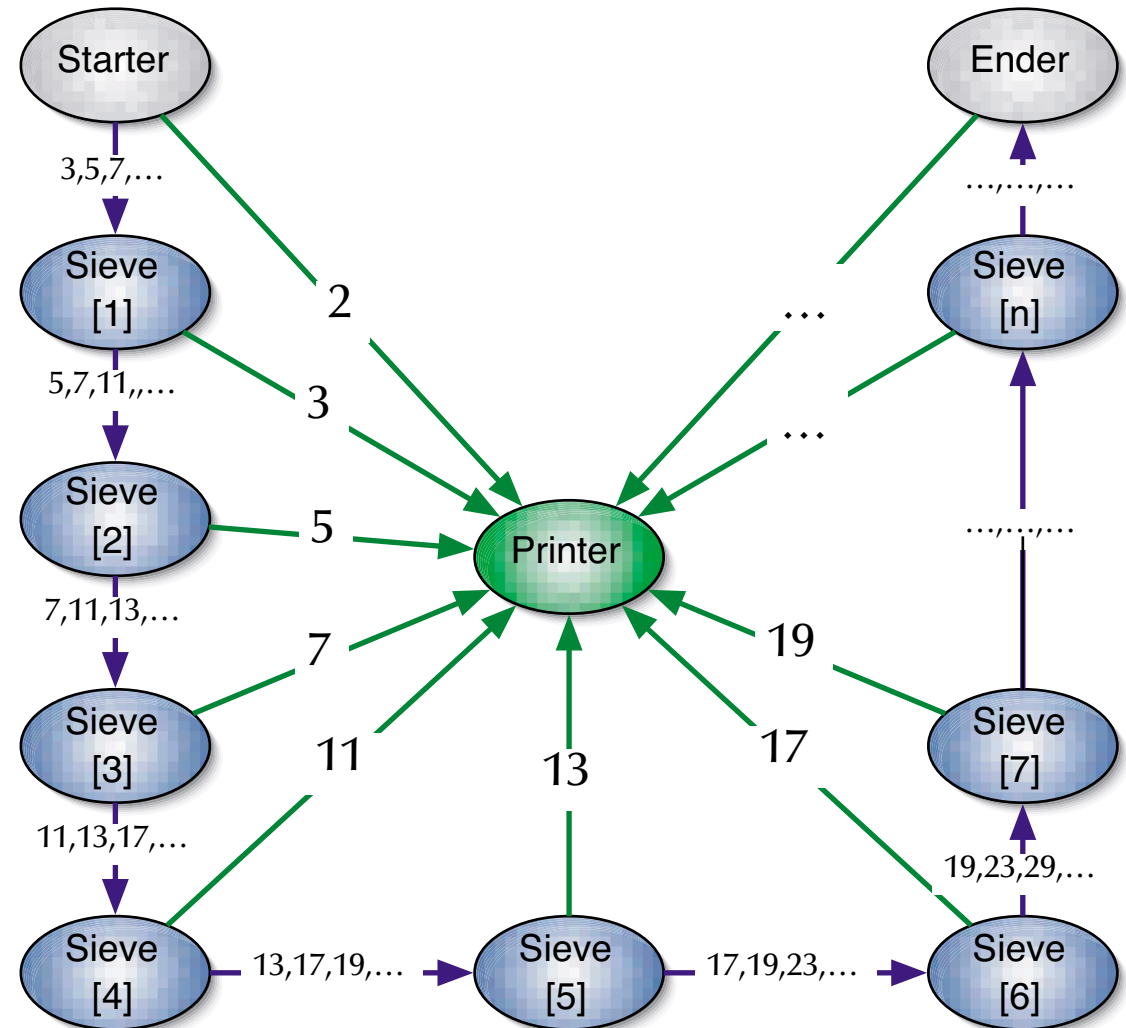 Starter
Ender
3,5,7,…
…,…,…
Sieve
[1]
Sieve
[n]
2
…
5,7,11,,…
3
…
Sieve
[2]
5
Printer
…,…,…
7,11,13,…
7
19
Sieve
[3]
11
13
17
Sieve
[7]
11,13,17,…
19,23,29,…
Sieve
[4]
13,17,19,…
Sieve
[5]
17,19,23,…
Sieve
[6]